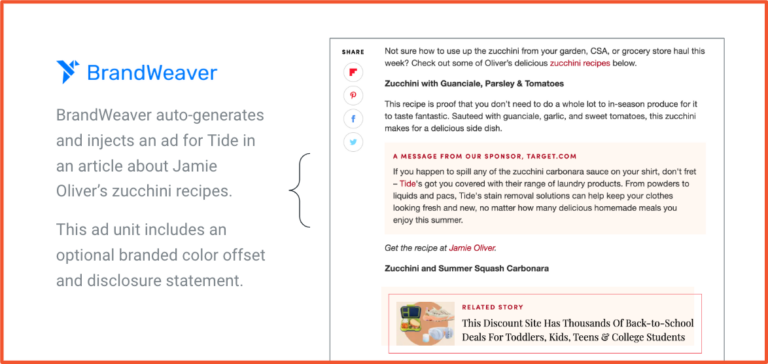 BrandWeaver
BrandWeaver auto-generates
and injects an ad for Tide in
an article about Jamie
Oliver's zucchini recipes.
This ad unit includes an
optional branded color offset
and disclosure statement.
SHARE
Not sure how to use up the zucchini from your garden, CSA, or grocery store haul this
week? Check out some of Oliver's delicious zucchini recipes below.
Zucchini with Guanciale, Parsley & Tomatoes
This recipe is proof that you don't need to do a whole lot to in-season produce for it
to taste fantastic. Sauteed with guanciale, garlic, and sweet tomatoes, this zucchini
makes for a delicious side dish.
A MESSAGE FROM OUR SPONSOR, TARGET.COM
If you happen to spill any of the zucchini carbonara sauce on your shirt, don't fret
– Tide's got you covered with their range of laundry products. From powders to
liquids and pacs, Tide's stain removal solutions can help keep your clothes
looking fresh and new, no matter how many delicious homemade meals you
enjoy this summer.
Get the recipe at Jamie Oliver.
Zucchini and Summer Squash Carbonara
RELATED STORY
This Discount Site Has Thousands Of Back-to-School
Deals For Toddlers, Kids, Teens & College Students